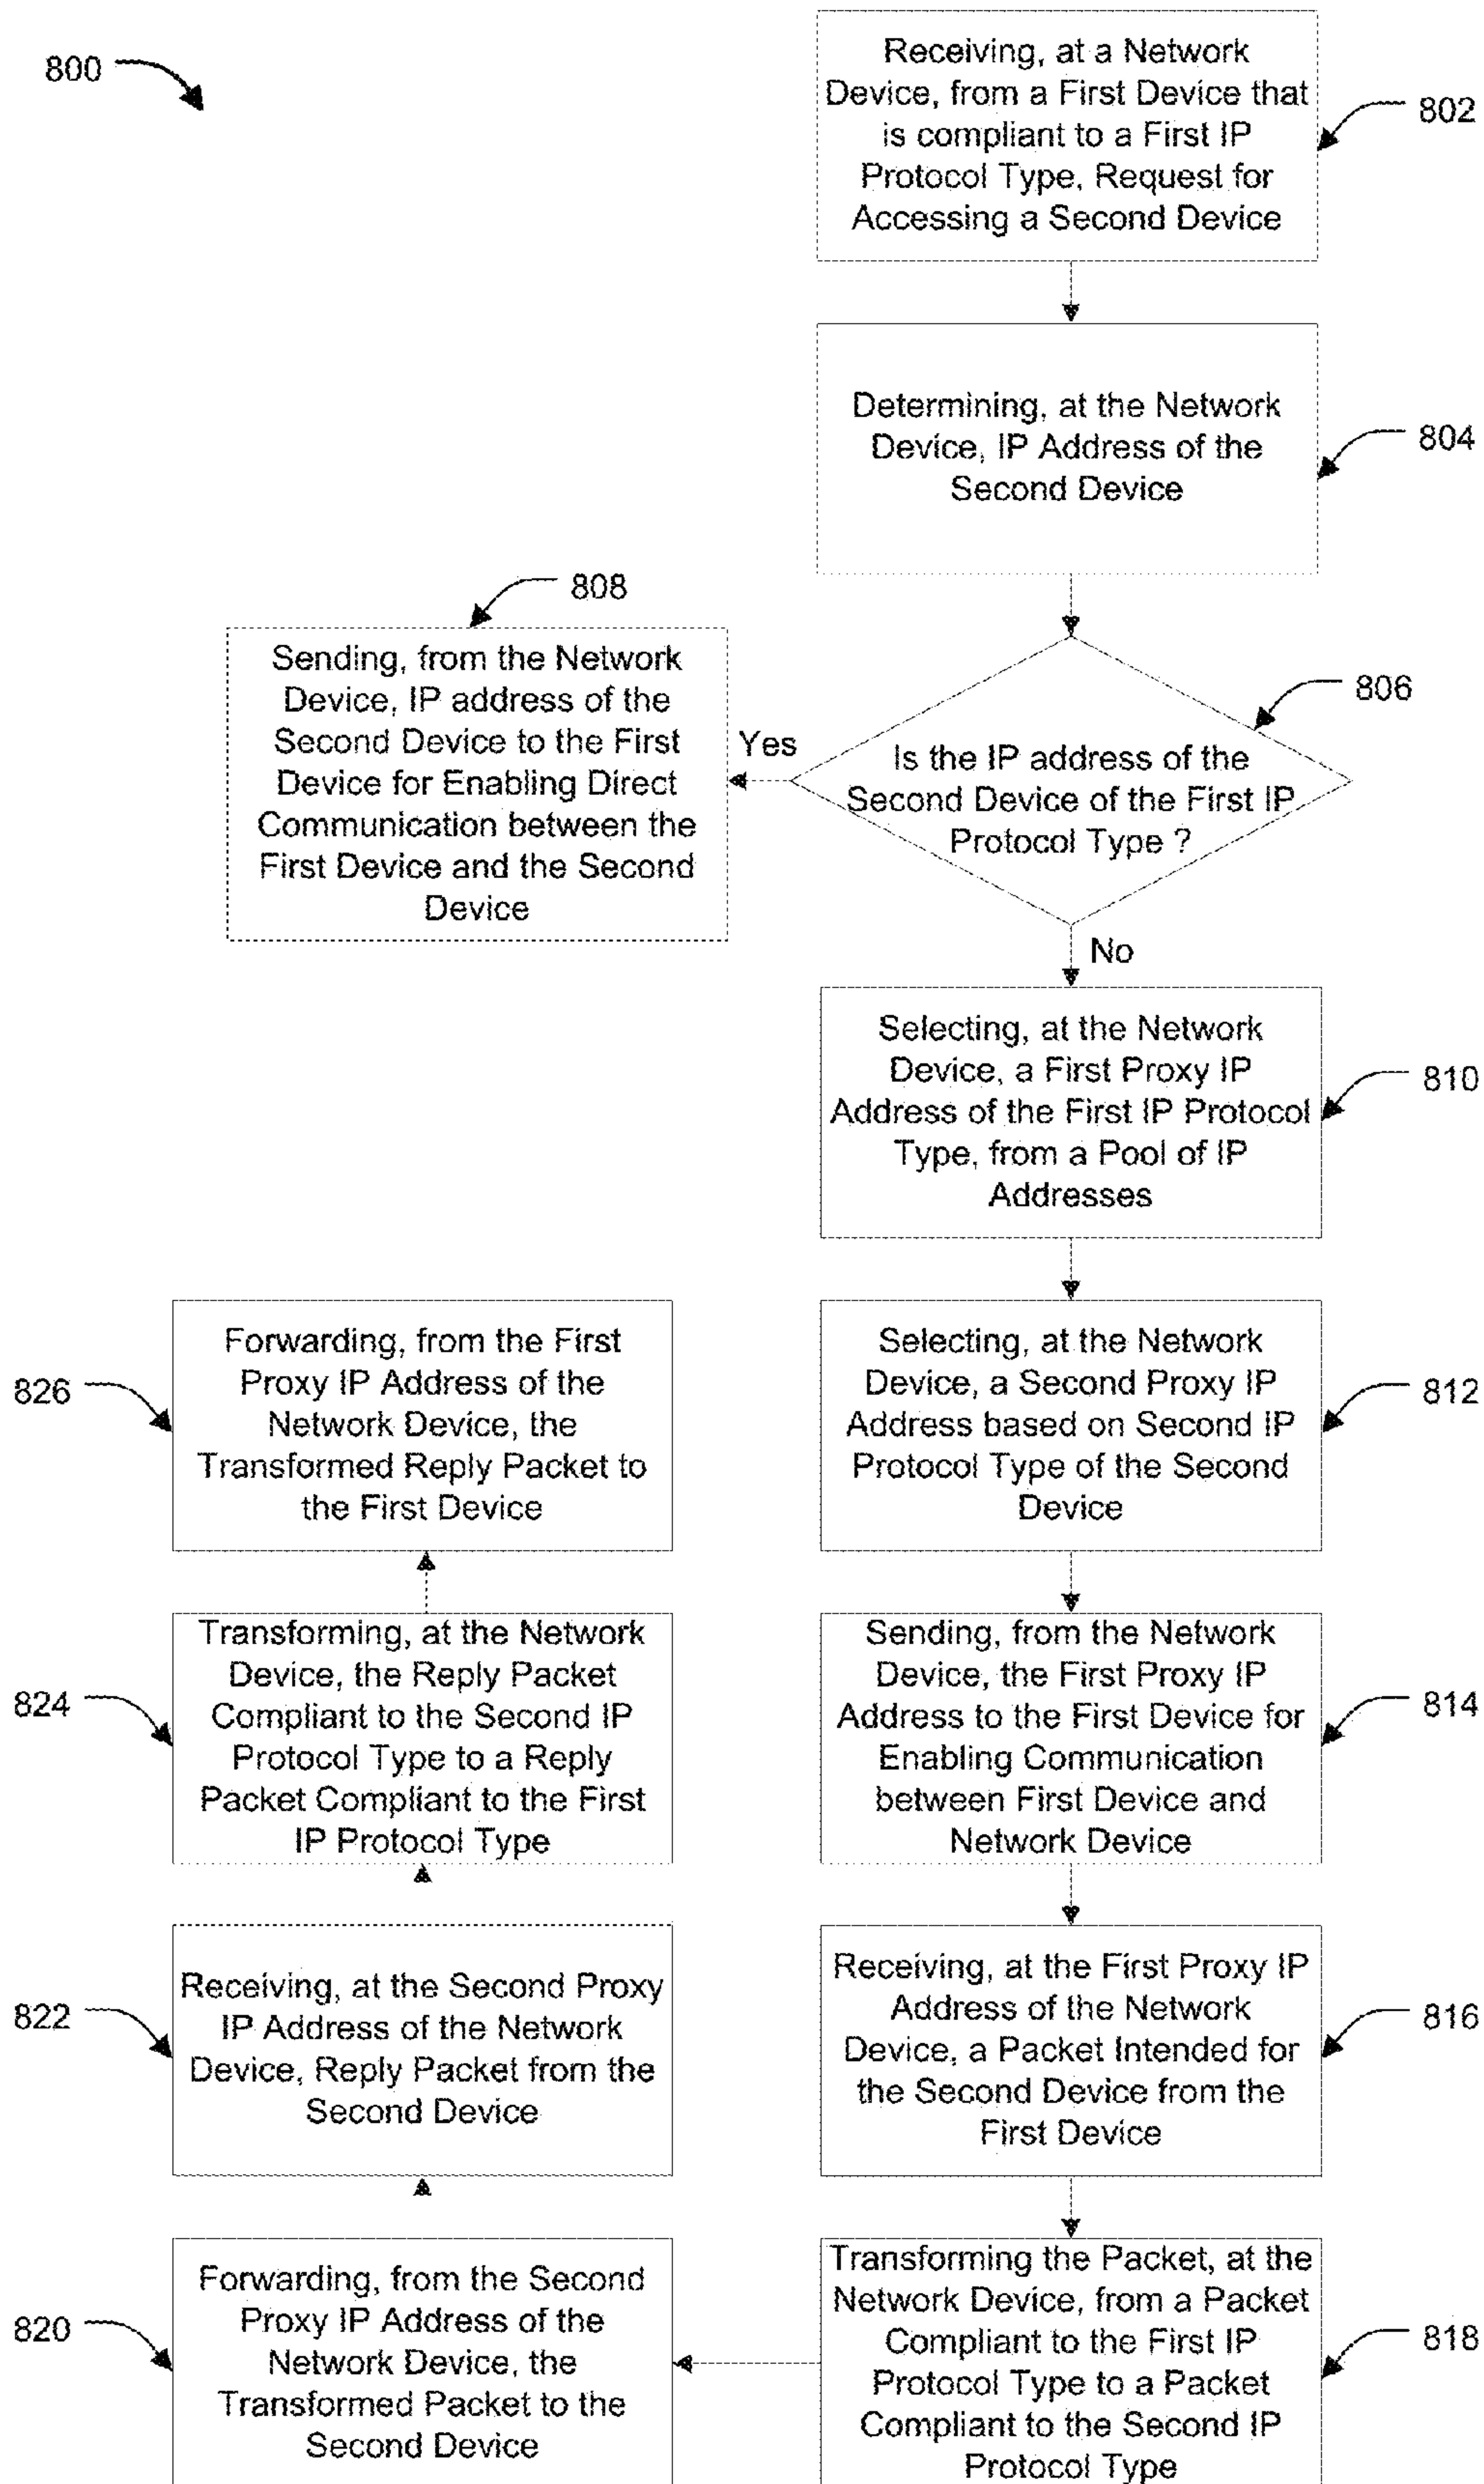 800
Receiving, at a Network
Device, from a First Device that
is compliant to a First IP
Protocol Type, Request for
Accessing a Second Device
802
Determining, at the Network
Device, IP Address of the
Second Device
804
808
Sending, from the Network
Device, IP address of the
Second Device to the First
Device for Enabling Direct
Communication between the
First Device and the Second
Device
Yes
806
Is the IP address of the
Second Device of the First IP
Protocol Type ?
No
Selecting, at the Network
Device, a First Proxy IP
Address of the First IP Protocol
Type, from a Pool of IP
Addresses
810
Selecting, at the Network
Device, a Second Proxy IP
Address based on Second IP
Protocol Type of the Second
Device
812
Sending, from the Network
Device, the First Proxy IP
Address to the First Device for
Enabling Communication
between First Device and
Network Device
814
Receiving, at the First Proxy IP
Address of the Network
Device, a Packet Intended for
the Second Device from the
First Device
816
Transforming the Packet, at the
Network Device, from a Packet
Compliant to the First IP
Protocol Type to a Packet
Compliant to the Second IP
Protocol Type
818
820
Forwarding, from the Second
Proxy IP Address of the
Network Device, the
Transformed Packet to the
Second Device
822
Receiving, at the Second Proxy
IP Address of the Network
Device, Reply Packet from the
Second Device
824
Transforming, at the Network
Device, the Reply Packet
Compliant to the Second IP
Protocol Type to a Reply
Packet Compliant to the First
IP Protocol Type
826
Forwarding, from the First
Proxy IP Address of the
Network Device, the
Transformed Reply Packet to
the First Device